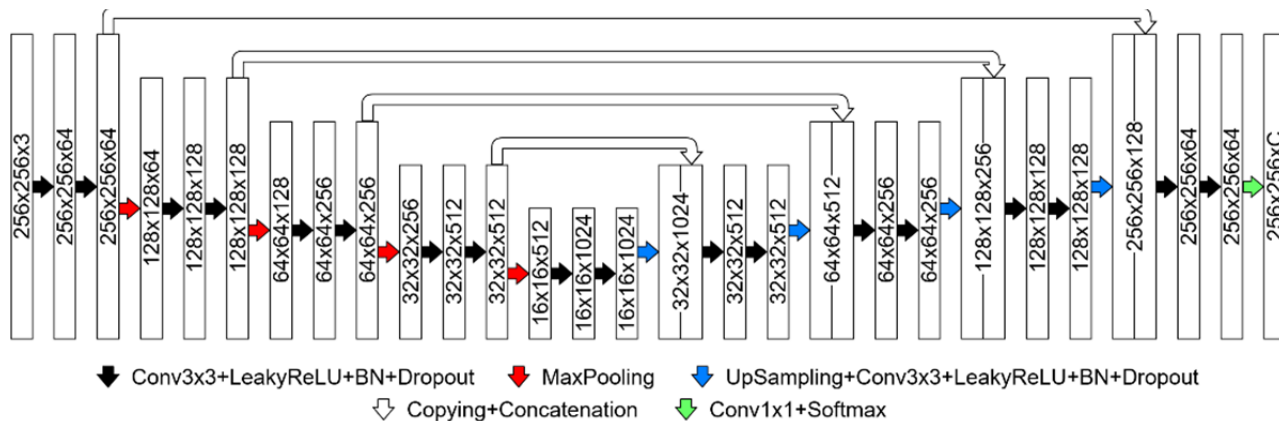 256x256x3
256x256x64
256x256x64
128x128x64
128x128x128
128x128x128
64x64x128
64x64x256
64x64x256
32x32x256
32x32x512
32x32x512
16x16x512
16x16x1024
16x16x1024
32x32x1024
32x32x512
32x32x512
64x64x512
64x64x256
64x64x256
128x128x256
128x128x128
128x128x128
256x256x128
256x256x64
256x256x64
256x256xC
Conv3x3+LeakyReLU+BN+Dropout
MaxPooling
UpSampling+Conv3x3+LeakyReLU+BN+Dropout
Copying+Concatenation
Conv1x1+Softmax